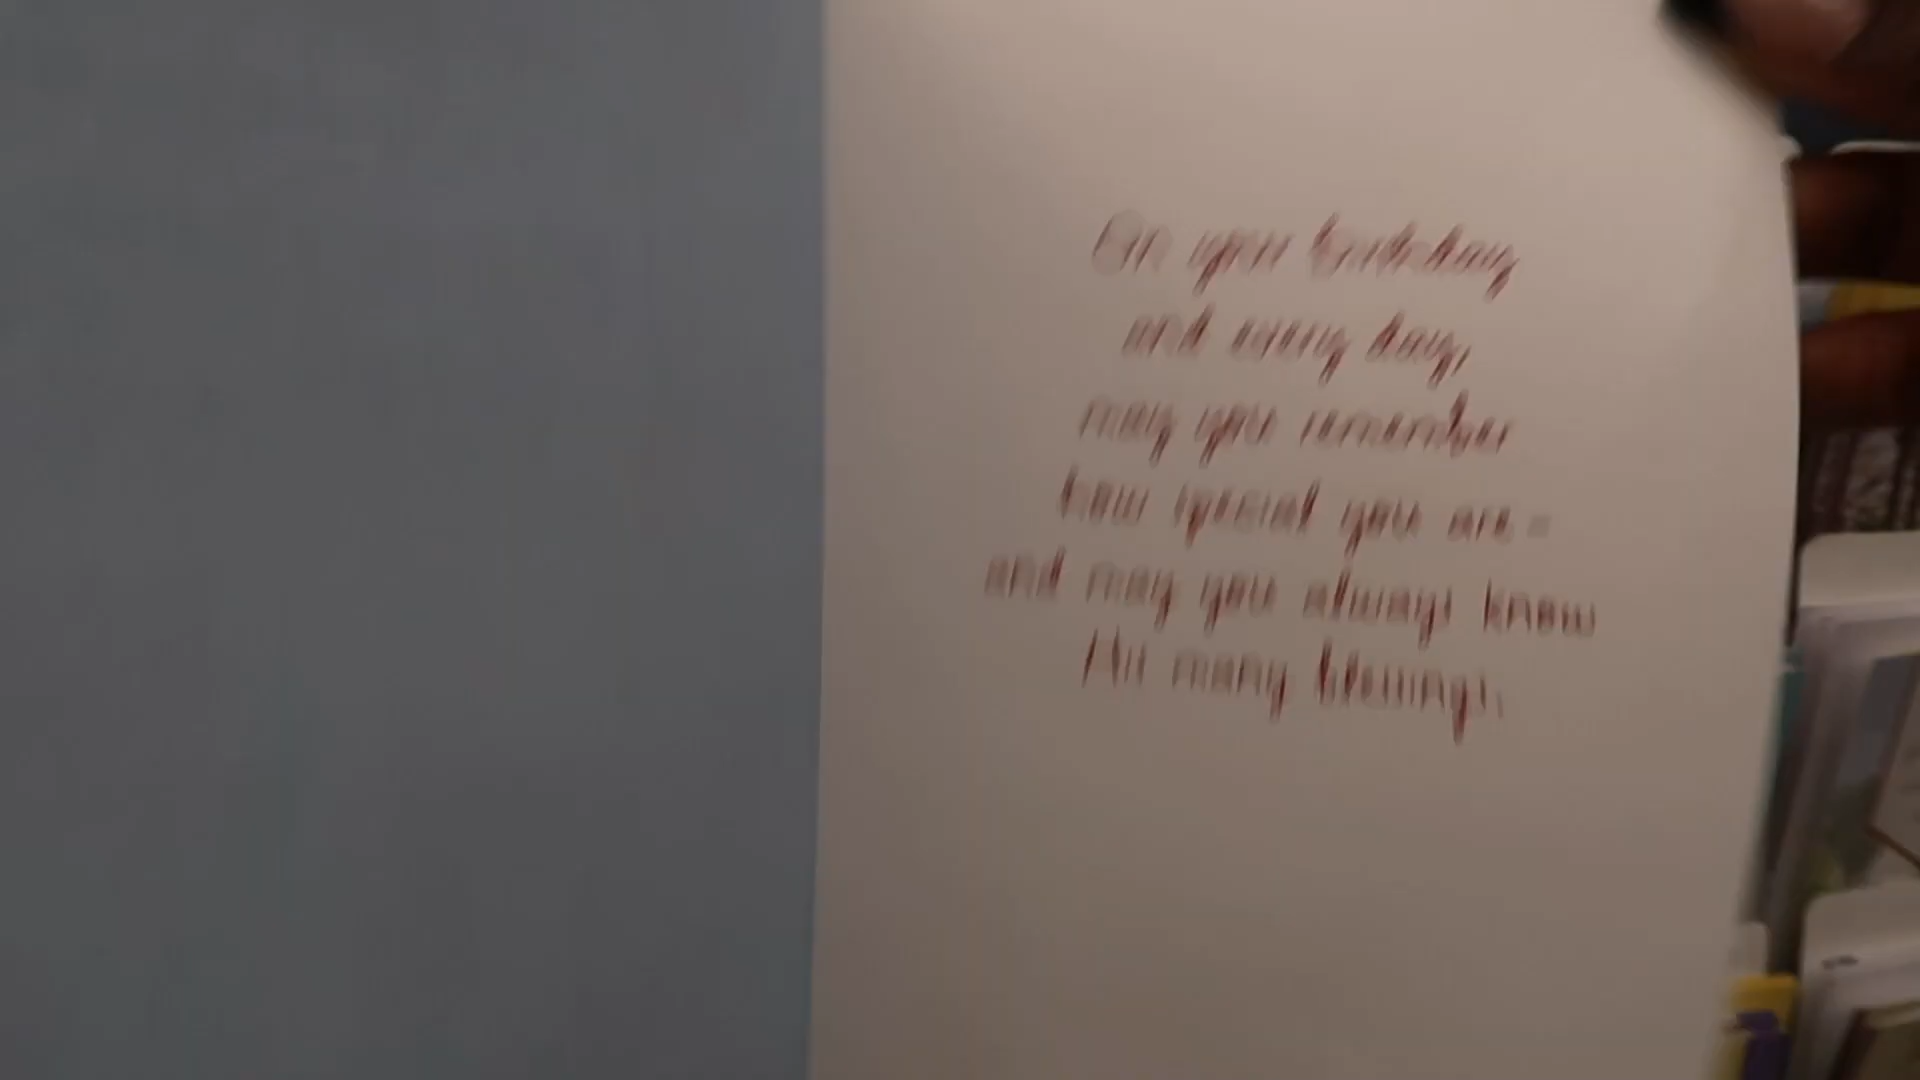 On your birthday
and every day,
may you remember
how special you are -
and may you always know
His many blessings.